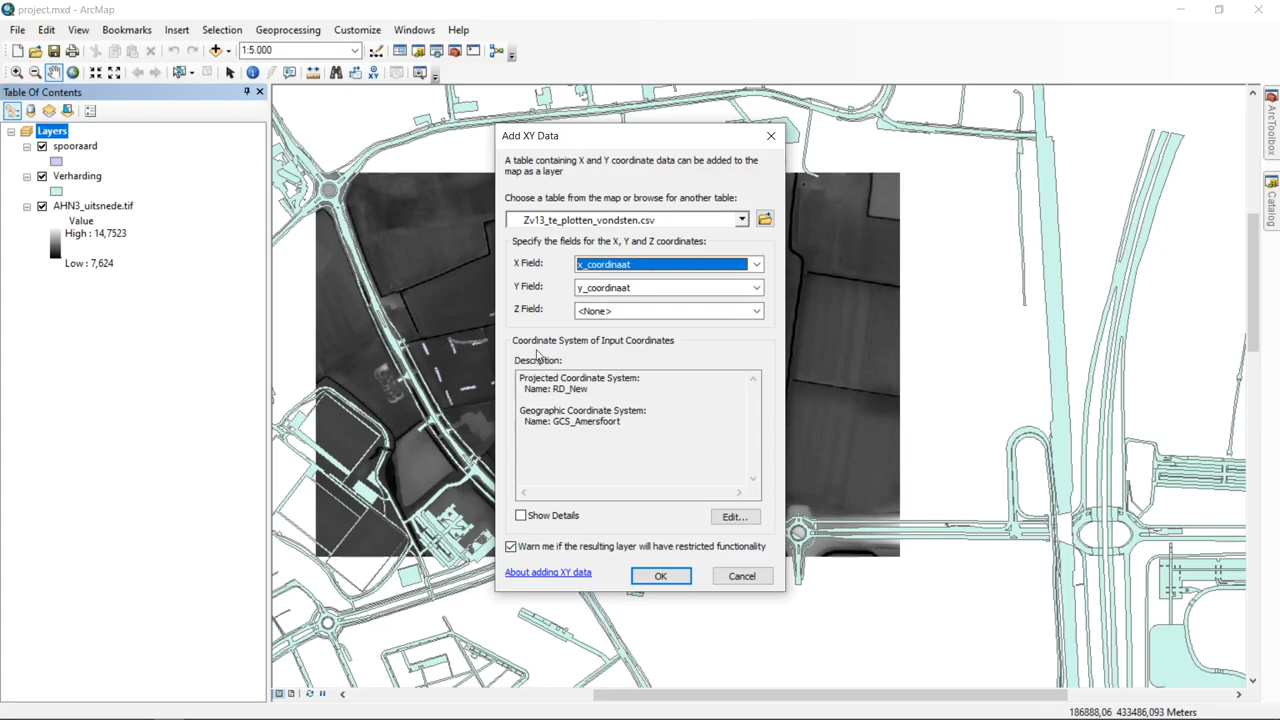 project.mxd - ArcMap
File Edit View Bookmarks Insert Selection Geoprocessing Customize Windows Help
1:5.000
Table Of Contents
Layers
spooraard
Verharding
AHN3_uitsnede.tif
Value
High : 14,7523
Low : 7,624
Add XY Data
A table containing X and Y coordinate data can be added to the
map as a layer
Choose a table from the map or browse for another table:
Zv13_te_plotten_vondsten.csv
Specify the fields for the X, Y and Z coordinates:
X Field: x_coordinaat
Y Field: y_coordinaat
Z Field: <None>
Coordinate System of Input Coordinates
Description:
Projected Coordinate System:
Name: RD_New
Geographic Coordinate System:
Name: GCS_Amersfoort
Show Details
Edit...
Warn me if the resulting layer will have restricted functionality
About adding XY data
OK
Cancel
ArcToolbox
Catalog
186888,06 433486,093 Meters